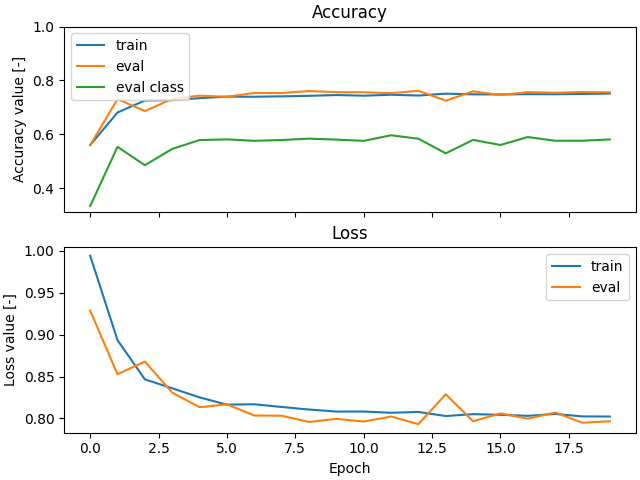 Accuracy
1.0
0.8
0.6
0.4
Accuracy value [-]
train
eval
eval class
Loss
1.00
0.95
0.90
0.85
0.80
Loss value [-]
train
eval
0.0 2.5 5.0 7.5 10.0 12.5 15.0 17.5
Epoch